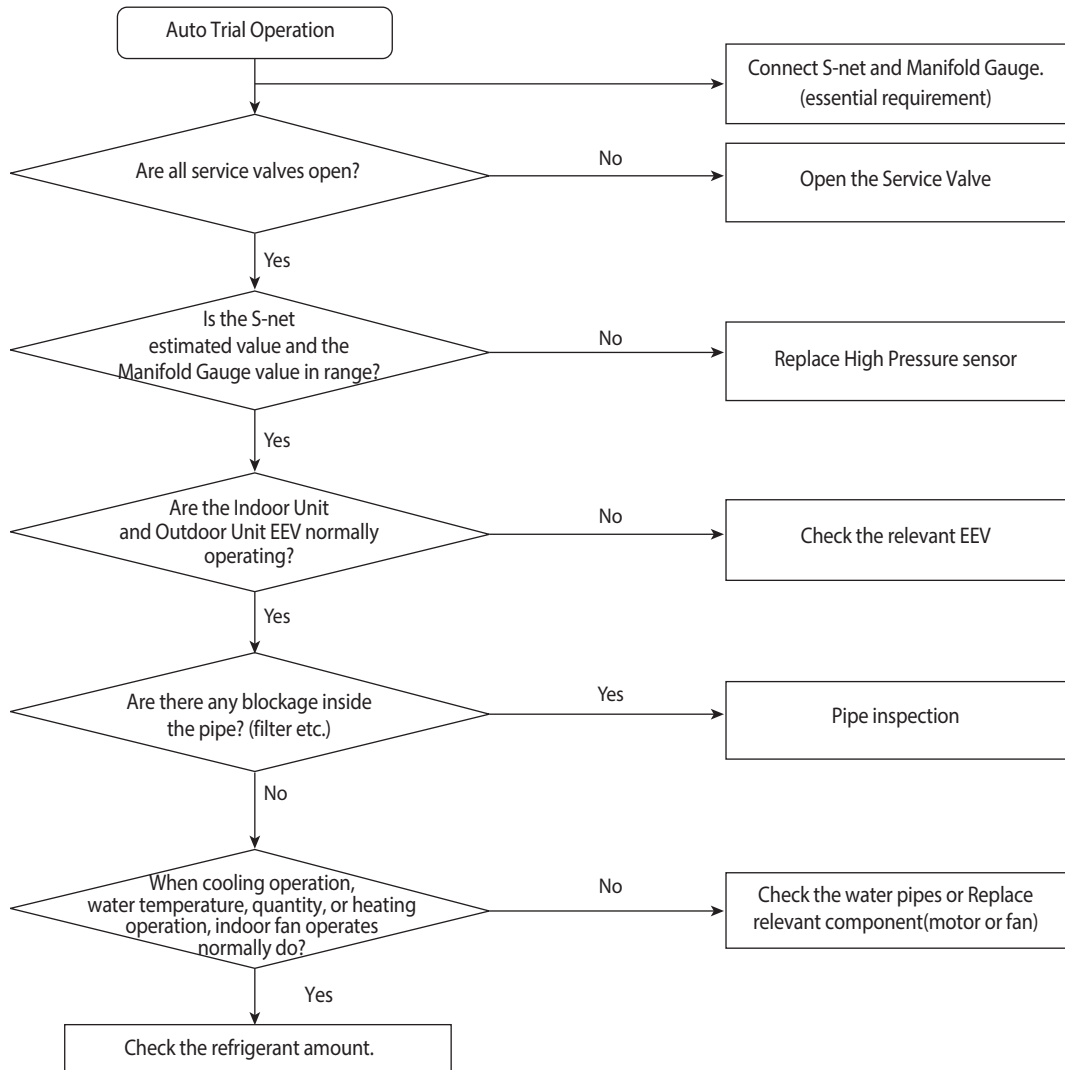 Auto Trial Operation
Connect S-net and Manifold Gauge.
(essential requirement)
Are all service valves open?
No
Open the Service Valve
Yes
Is the S-net
estimated value and the
Manifold Gauge value in range?
No
Replace High Pressure sensor
Yes
Are the Indoor Unit
and Outdoor Unit EEV normally
operating?
No
Check the relevant EEV
Yes
Are there any blockage inside
the pipe? (filter etc.)
Yes
Pipe inspection
No
When cooling operation,
water temperature, quantity, or heating
operation, indoor fan operates
normally do?
No
Check the water pipes or Replace
relevant component(motor or fan)
Yes
Check the refrigerant amount.